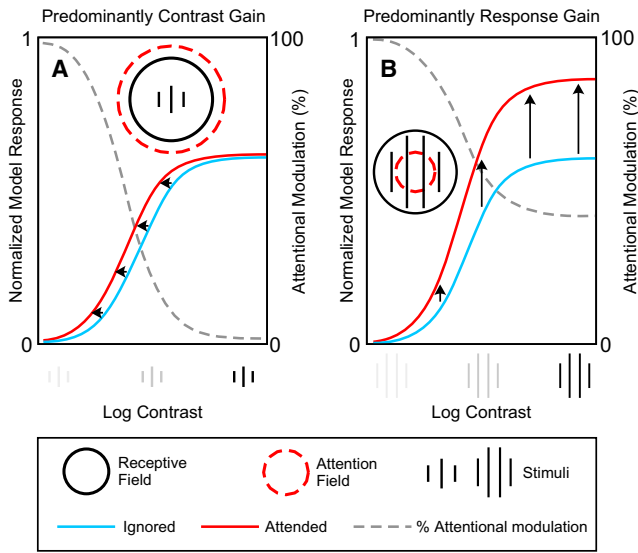 Predominantly Contrast Gain
Predominantly Response Gain
1
100
1
100
A
B
Normalized Model Response
Attentional Modulation (%)
Normalized Model Response
Attentional Modulation (%)
0
0
0
0
Log Contrast
Log Contrast
Receptive
Field
Attention
Field
Stimuli
Ignored
Attended
% Attentional modulation